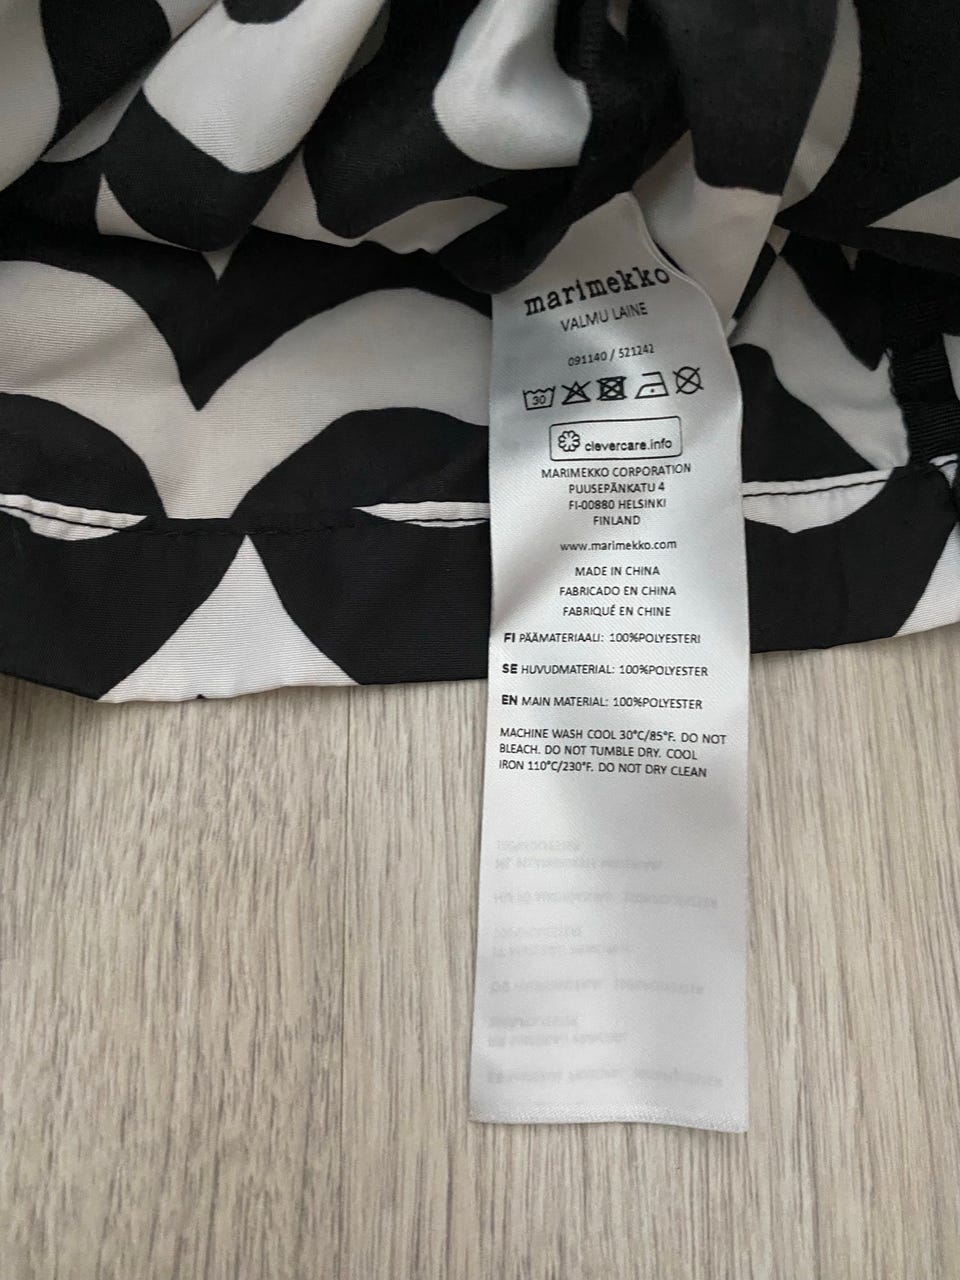 marimekko
VALMU LAINE
091140 / 521242
30
clevercare.info
MARIMEKKO CORPORATION
PUUSEPÄNKATU 4
FI-00880 HELSINKI
FINLAND
www.marimekko.com
MADE IN CHINA
FABRICADO EN CHINA
FABRIQUÉ EN CHINE
FI PÄÄMATERIAALI: 100%POLYESTERI
SE HUVUDMATERIAL: 100%POLYESTER
EN MAIN MATERIAL: 100%POLYESTER
MACHINE WASH COOL 30°C/85°F. DO NOT
BLEACH. DO NOT TUMBLE DRY. COOL
IRON 110°C/230°F. DO NOT DRY CLEAN